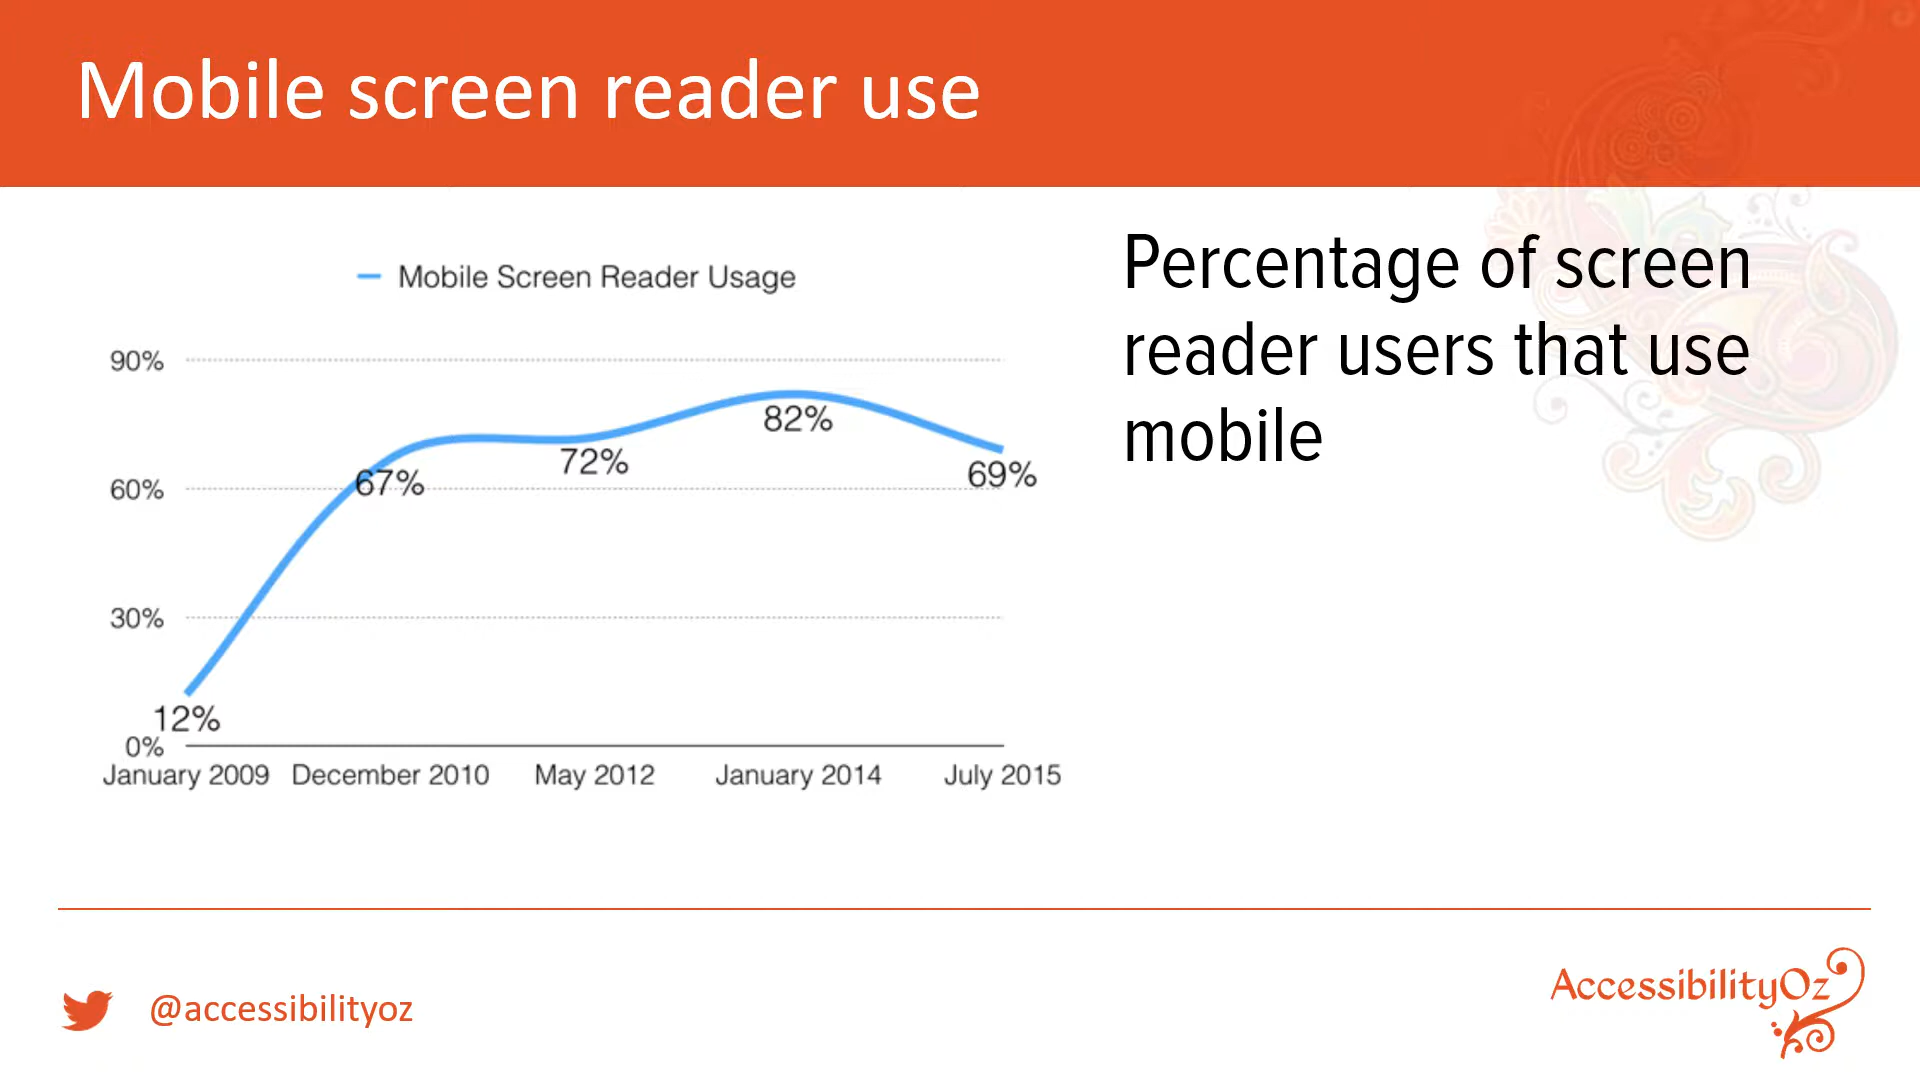 Mobile screen reader use
Mobile Screen Reader Usage
90%
60%
30%
0%
12%
67%
72%
82%
69%
January 2009
December 2010
May 2012
January 2014
July 2015
Percentage of screen
reader users that use
mobile
@accessibilityoz
AccessibilityOz